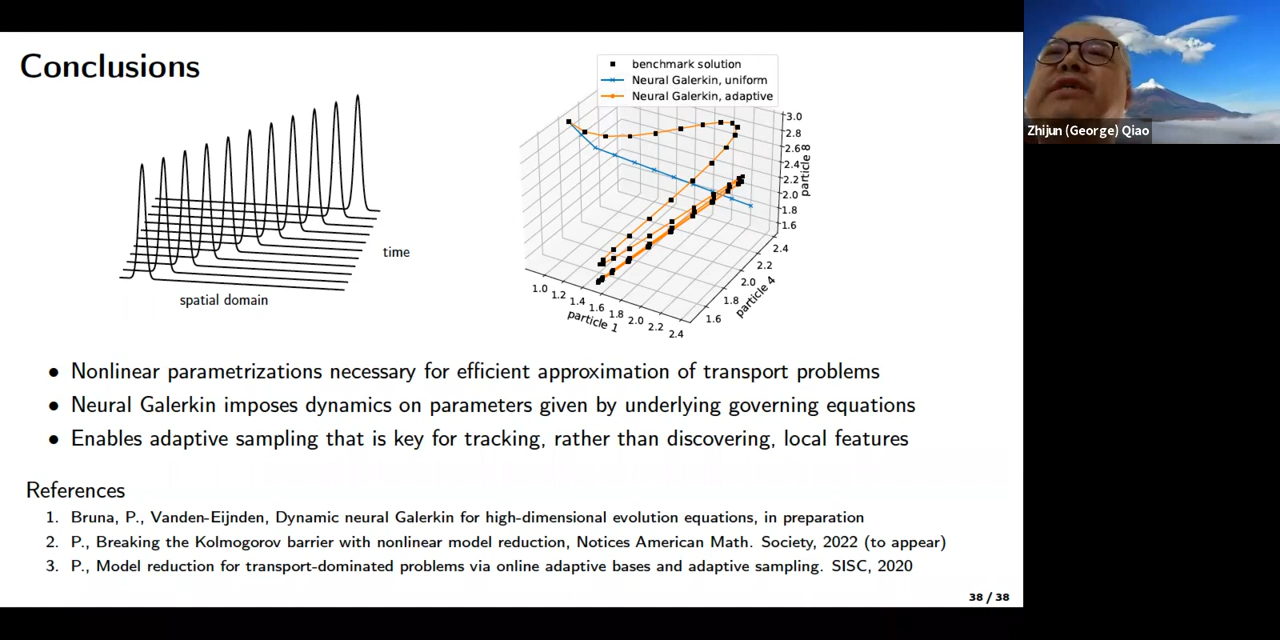 Conclusions
time
spatial domain
benchmark solution
Neural Galerkin, uniform
Neural Galerkin, adaptive
3.0
2.8
2.6
2.4
2.2
2.0
1.8
1.6
particle 8
2.4
2.2
2.0
1.8
1.6
particle 4
1.0
1.2
1.4
1.6
1.8
2.0
2.2
2.4
particle 1
Zhijun (George) Qiao
• Nonlinear parametrizations necessary for efficient approximation of transport problems
• Neural Galerkin imposes dynamics on parameters given by underlying governing equations
• Enables adaptive sampling that is key for tracking, rather than discovering, local features
References
1. Bruna, P., Vanden-Eijnden, Dynamic neural Galerkin for high-dimensional evolution equations, in preparation
2. P., Breaking the Kolmogorov barrier with nonlinear model reduction, Notices American Math. Society, 2022 (to appear)
3. P., Model reduction for transport-dominated problems via online adaptive bases and adaptive sampling. SISC, 2020
38 / 38